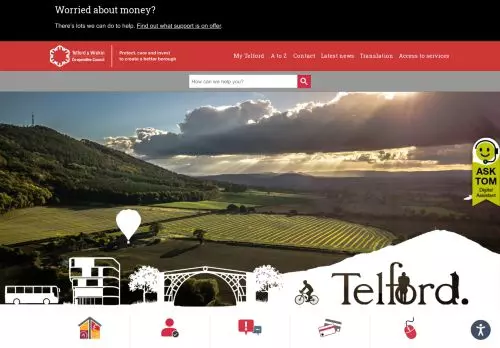 Worried about money?
There's lots we can do to help. Find out what support is on offer.
Telford & Wrekin
Co-operative Council
Protect, care and invest
to create a better borough
My Telford
A to Z
Contact
Latest news
Translation
Access to services
How can we help you?
ASK
TOM
Digital
Assistant
Telford.